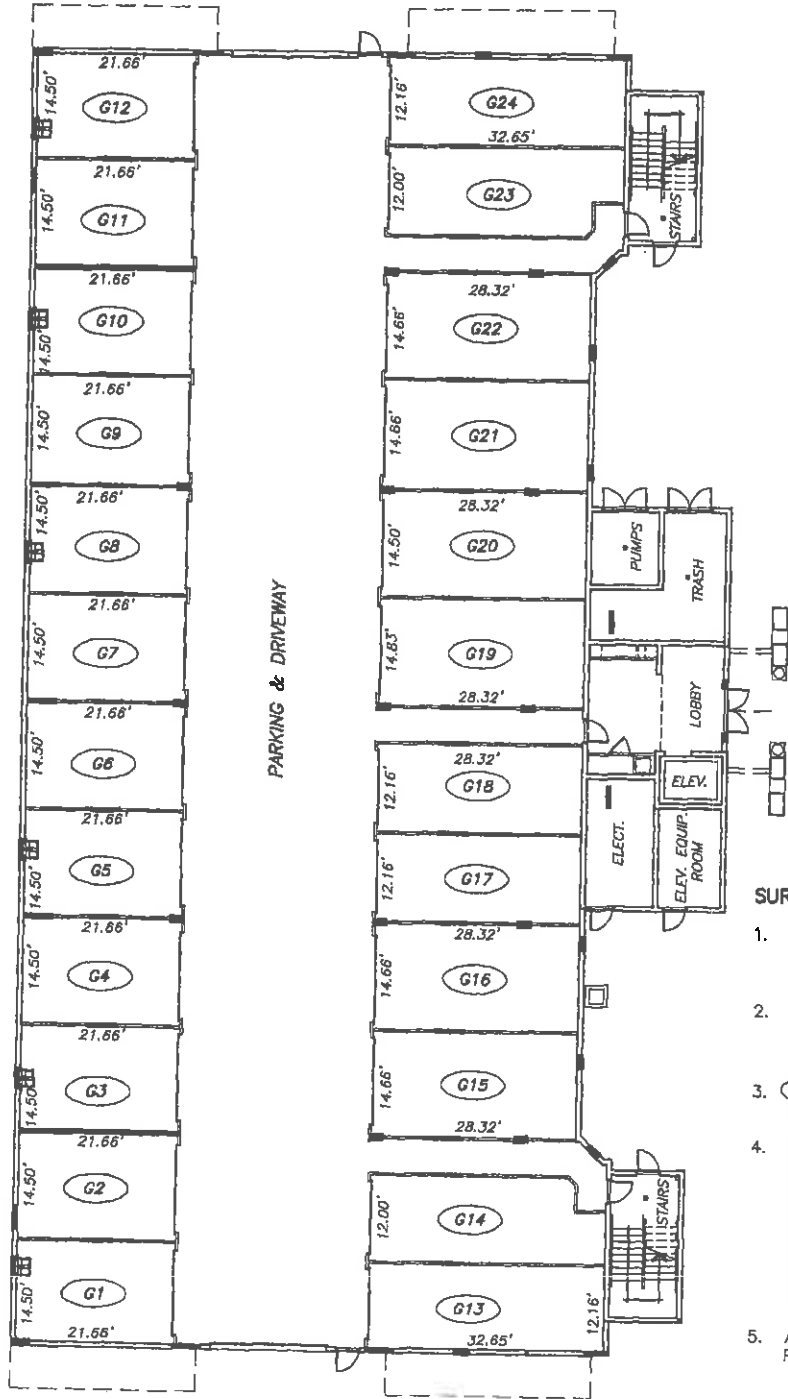 21.66'
14.50'
G12
12.16'
G24
32.65'
21.66'
14.50'
G11
12.00'
G23
STAIRS
21.66'
14.50'
G10
28.32'
14.66'
G22
21.66'
14.50'
G9
14.66'
G21
21.66'
14.50'
G8
28.32'
14.50'
G20
PUMPS
TRASH
PARKING & DRIVEWAY
21.66'
14.50'
G7
14.83'
G19
28.32'
LOBBY
21.66'
14.50'
G6
28.32'
12.16'
G18
ELEV.
21.66'
14.50'
G5
12.16'
G17
ELECT.
ELEV. EQUIP.
ROOM
SUR
1.
21.66'
14.50'
G4
28.32'
14.66'
G16
2.
21.66'
14.50'
G3
14.66'
G15
28.32'
3.
4.
21.66'
14.50'
G2
12.00'
G14
STAIRS
14.50'
G1
21.66'
G13
32.65'
12.16'
5.